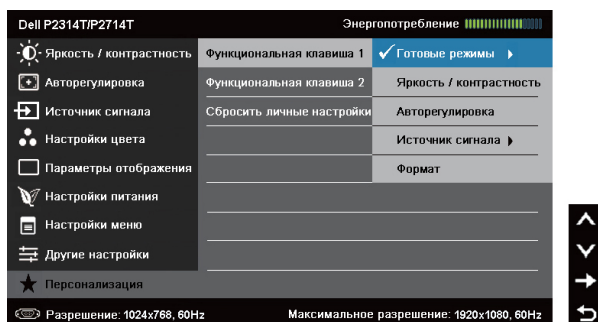 Dell P2314T/P2714T Энергопотребление
Яркость / контрастность Функциональная клавиша 1 Готовые режимы
Авторегулировка Функциональная клавиша 2 Яркость / контрастность
Источник сигнала Сбросить личные настройки Авторегулировка
Настройки цвета Источник сигнала
Параметры отображения Формат
Настройки питания
Настройки меню
Другие настройки
Персонализация
Разрешение: 1024x768, 60Hz Максимальное разрешение: 1920x1080, 60Hz